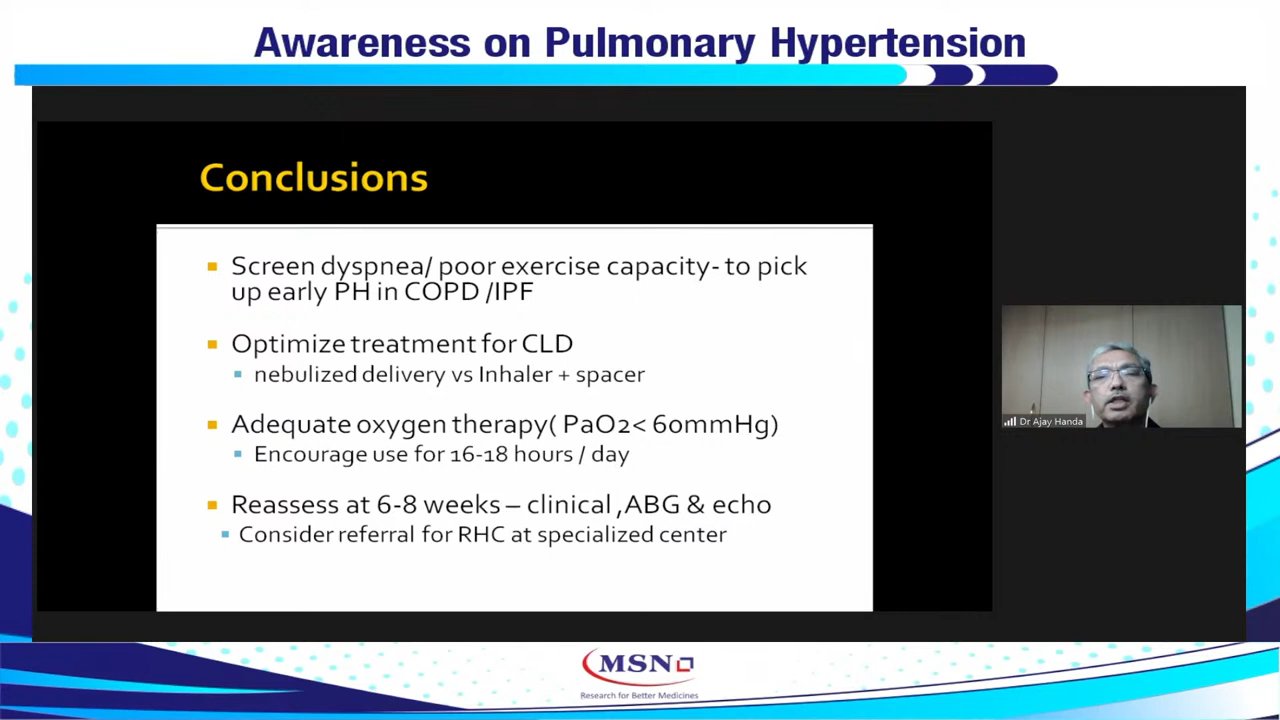 Awareness on Pulmonary Hypertension
Conclusions
Screen dyspnea/ poor exercise capacity- to pick
up early PH in COPD /IPF
Optimize treatment for CLD
nebulized delivery vs Inhaler + spacer
Adequate oxygen therapy( PaO2< 60mmHg)
Encourage use for 16-18 hours / day
Reassess at 6-8 weeks – clinical ,ABG & echo
Consider referral for RHC at specialized center
Dr Ajay Handa
MSN
Research for Better Medicines